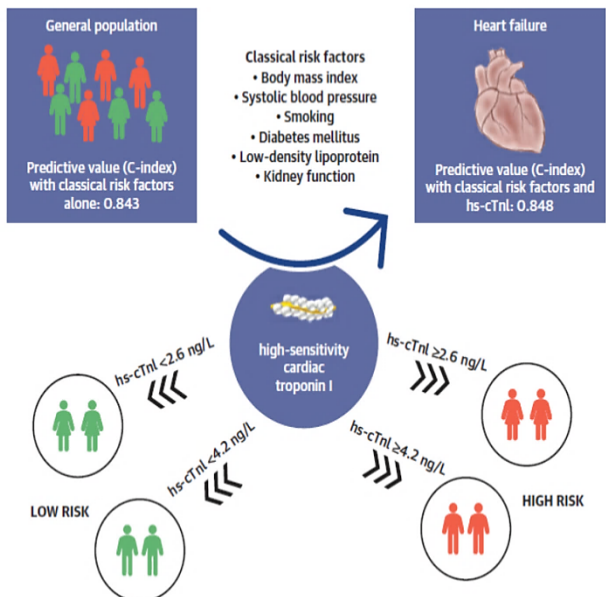 General population
Predictive value (C-index)
with classical risk factors
alone: 0.843
Classical risk factors
• Body mass index
• Systolic blood pressure
• Smoking
• Diabetes mellitus
• Low-density lipoprotein
• Kidney function
Heart failure
Predictive value (C-index)
with classical risk factors and
hs-cTnI: 0.848
high-sensitivity
cardiac
troponin I
hs-cTnI <2.6 ng/L
hs-cTnI ≥2.6 ng/L
hs-cTnI <4.2 ng/L
hs-cTnI ≥4.2 ng/L
LOW RISK
HIGH RISK